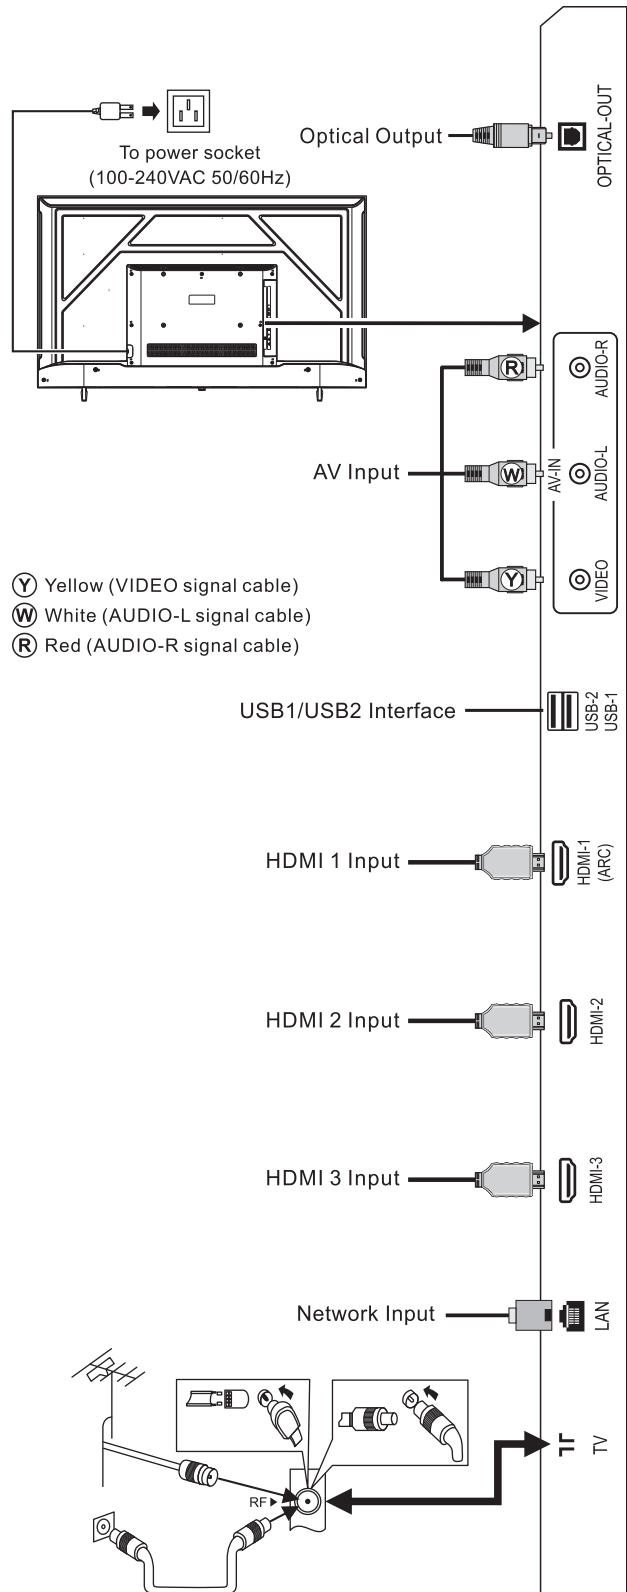 OPTICAL-OUT
Optical Output
To power socket
(100-240VAC 50/60Hz)
R
AUDIO-R
AV Input
W
AV-IN
AUDIO-L
Y
VIDEO
Y Yellow (VIDEO signal cable)
W White (AUDIO-L signal cable)
R Red (AUDIO-R signal cable)
USB1/USB2 Interface
USB-2
USB-1
HDMI 1 Input
HDMI-1
(ARC)
HDMI 2 Input
HDMI-2
HDMI 3 Input
HDMI-3
Network Input
LAN
TV
RF